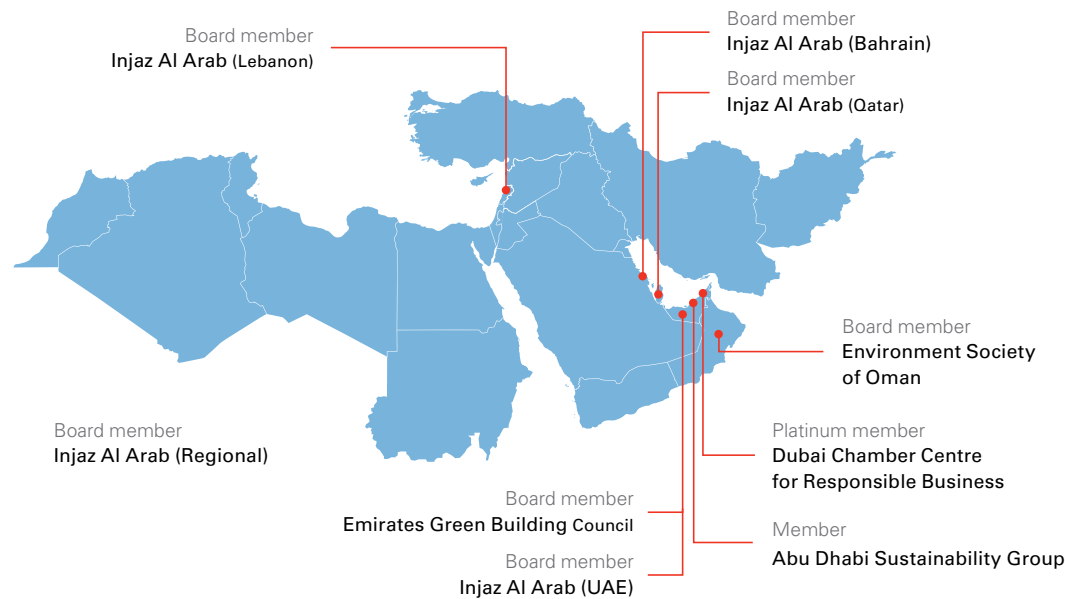 Board member
Injaz Al Arab (Lebanon)
Board member
Injaz Al Arab (Bahrain)
Board member
Injaz Al Arab (Qatar)
Board member
Environment Society
of Oman
Board member
Injaz Al Arab (Regional)
Platinum member
Dubai Chamber Centre
for Responsible Business
Board member
Emirates Green Building Council
Member
Abu Dhabi Sustainability Group
Board member
Injaz Al Arab (UAE)